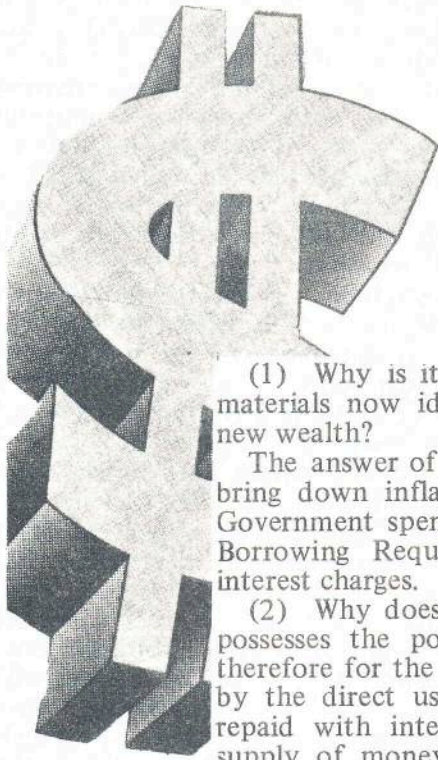 (1) Why is it
materials now id
new wealth?
The answer of
bring down infla
Government spen
Borrowing Requ
interest charges.
(2) Why does
possesses the po
therefore for the
by the direct us
repaid with inte
supply of money